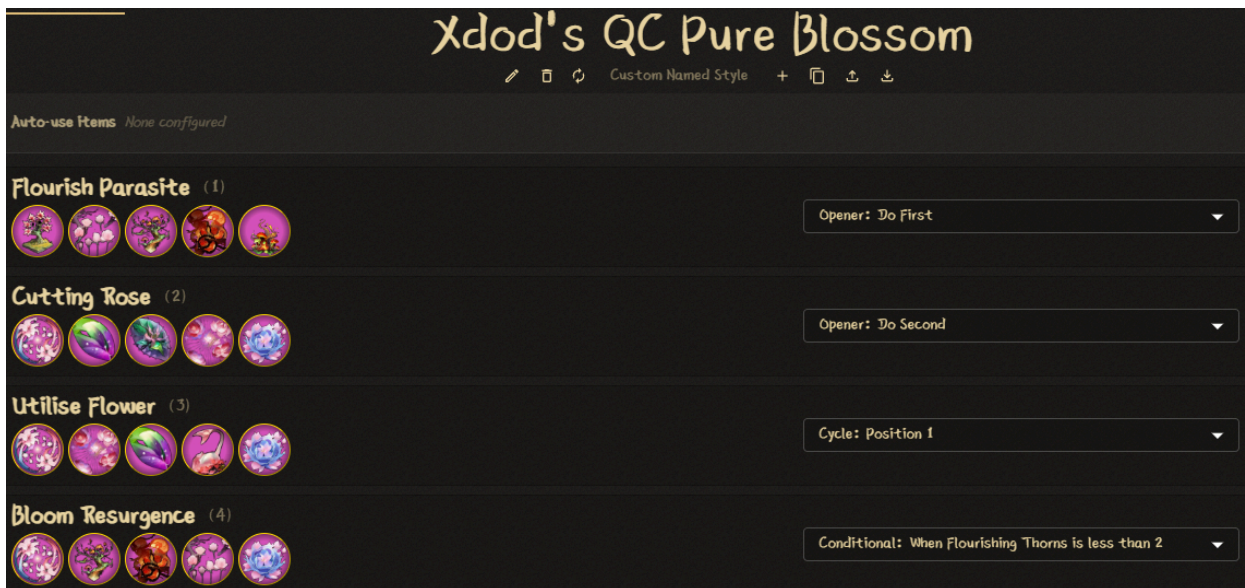 Xdod's QC Pure Blossom
Custom Named Style
Auto-use Items None configured
Flourish Parasite (1)
Opener: Do First
Cutting Rose (2)
Opener: Do Second
Utilise Flower (3)
Cycle: Position 1
Bloom Resurgence (4)
Conditional: When Flourishing Thorns is less than 2